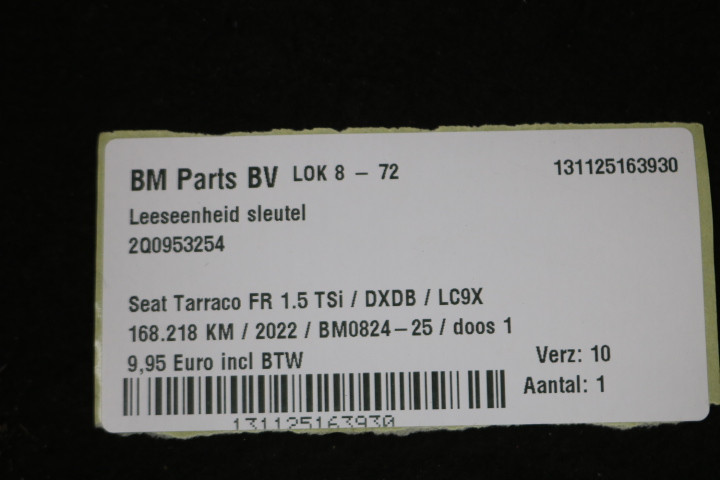 BM Parts BV LOK 8 - 72 131125163930
Leeseenheid sleutel
2Q0953254
Seat Tarraco FR 1.5 TSi / DXDB / LC9X
168.218 KM / 2022 / BM0824-25 / doos 1
9,95 Euro incl BTW Verz: 10
Aantal: 1
131125163930